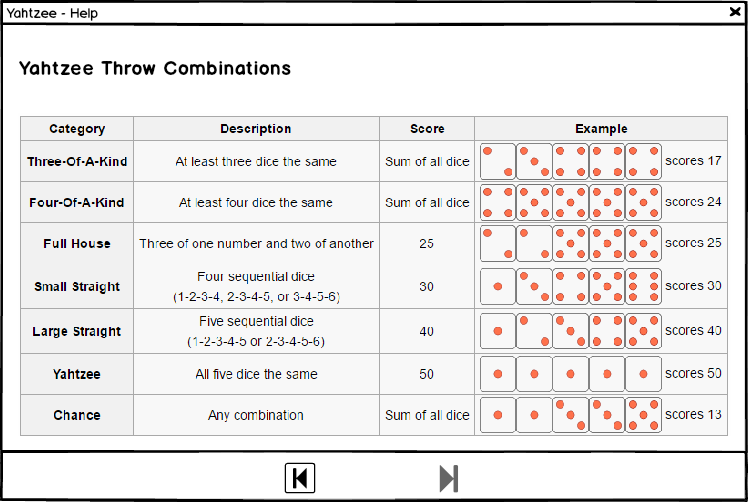 Yahtzee - Help
Yahtzee Throw Combinations
Category Description Score Example
Three-Of-A-Kind At least three dice the same Sum of all dice scores 17
Four-Of-A-Kind At least four dice the same Sum of all dice scores 24
Full House Three of one number and two of another 25 scores 25
Small Straight Four sequential dice
(1-2-3-4, 2-3-4-5, or 3-4-5-6) 30 scores 30
Large Straight Five sequential dice
(1-2-3-4-5 or 2-3-4-5-6) 40 scores 40
Yahtzee All five dice the same 50 scores 50
Chance Any combination Sum of all dice scores 13